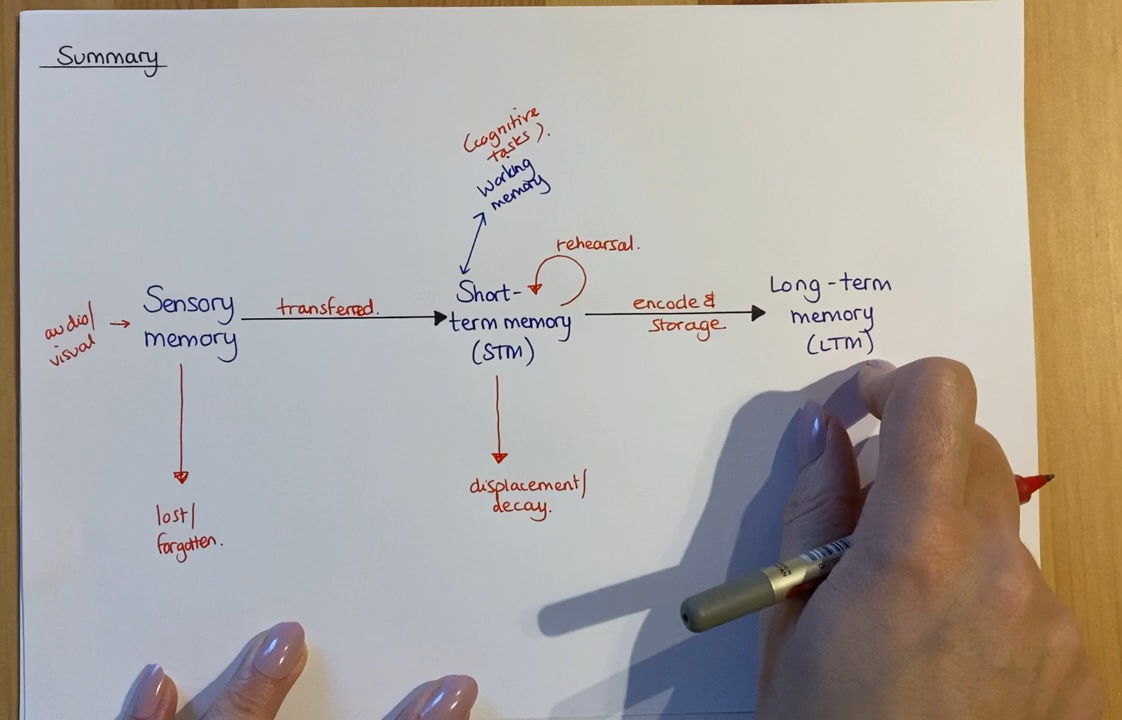 Summary
(cognitive
tasks).
Working
memory
rehearsal.
audio/
visual
Sensory
memory
transferred.
Short-
term memory
(STM)
encode &
storage
Long-term
memory
(LTM)
lost/
forgotten.
displacement/
decay.